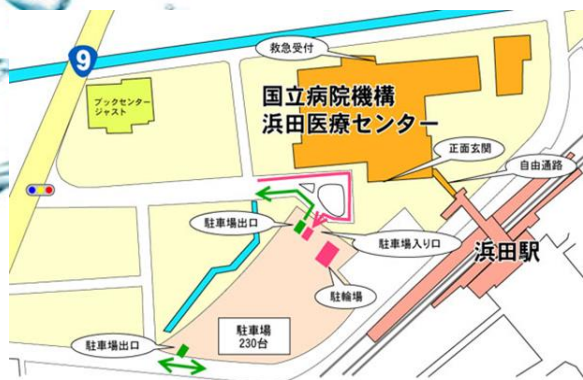 救急受付
9
国立病院機構
浜田医療センター
ブックセンター
ジャスト
正面玄関
自由通路
駐車場出口
駐車場入り口
浜田駅
駐輪場
駐車場
230台
駐車場出口